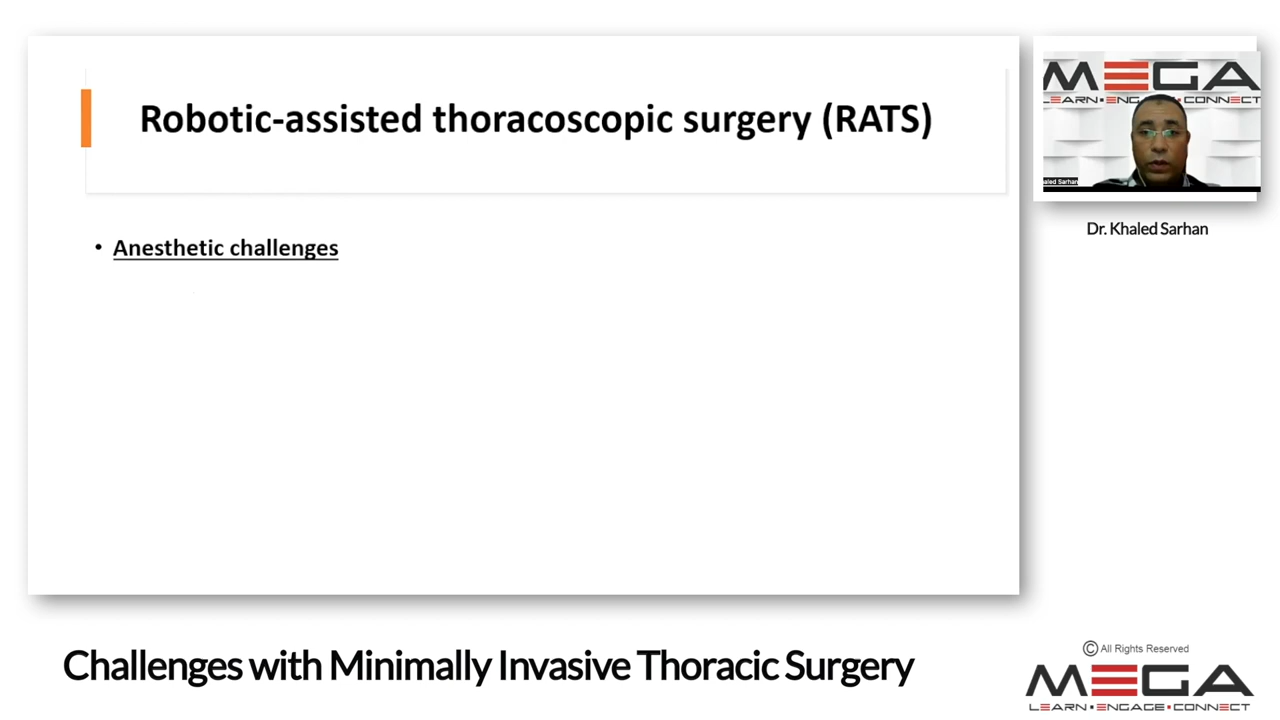 Robotic-assisted thoracoscopic surgery (RATS)
• Anesthetic challenges
MEGA
LEARN▪ENGAGE▪CONNECT
haled Sarhan
Dr. Khaled Sarhan
Challenges with Minimally Invasive Thoracic Surgery
©All Rights Reserved
MEGA
LEARN▪ENGAGE▪CONNECT